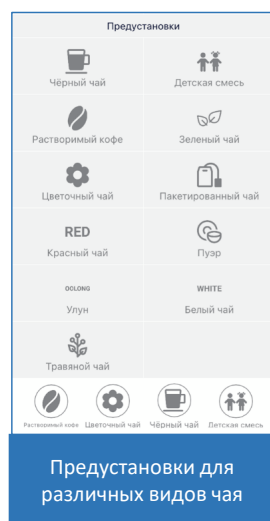 Предустановки
Чёрный чай
Детская смесь
Растворимый кофе
Зеленый чай
Цветочный чай
Пакетированный чай
RED
Красный чай
Пуэр
OOLONG
Улун
WHITE
Белый чай
Травяной чай
Растворимый кофе
Цветочный чай
Чёрный чай
Детская смесь
Предустановки для
различных видов чая